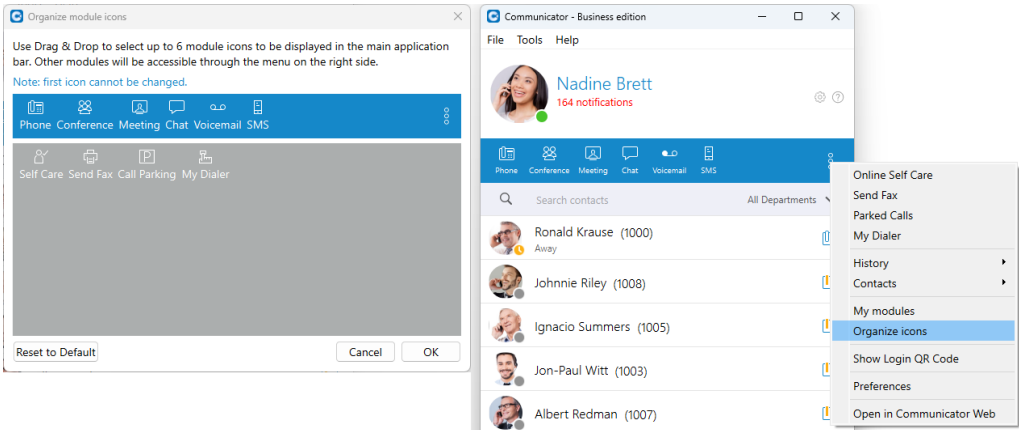 Organize module icons
Use Drag & Drop to select up to 6 module icons to be displayed in the main application
bar. Other modules will be accessible through the menu on the right side.
Note: first icon cannot be changed.
Phone Conference Meeting Chat Voicemail SMS
Self Care Send Fax Call Parking My Dialer
Reset to Default
Cancel
OK
Communicator - Business edition
File Tools Help
Nadine Brett
164 notifications
Phone Conference Meeting Chat Voicemail SMS
Search contacts
All Departments
Ronald Krause (1000)
Away
Johnnie Riley (1008)
Ignacio Summers (1005)
Jon-Paul Witt (1003)
Albert Redman (1007)
Online Self Care
Send Fax
Parked Calls
My Dialer
History
Contacts
My modules
Organize icons
Show Login QR Code
Preferences
Open in Communicator Web